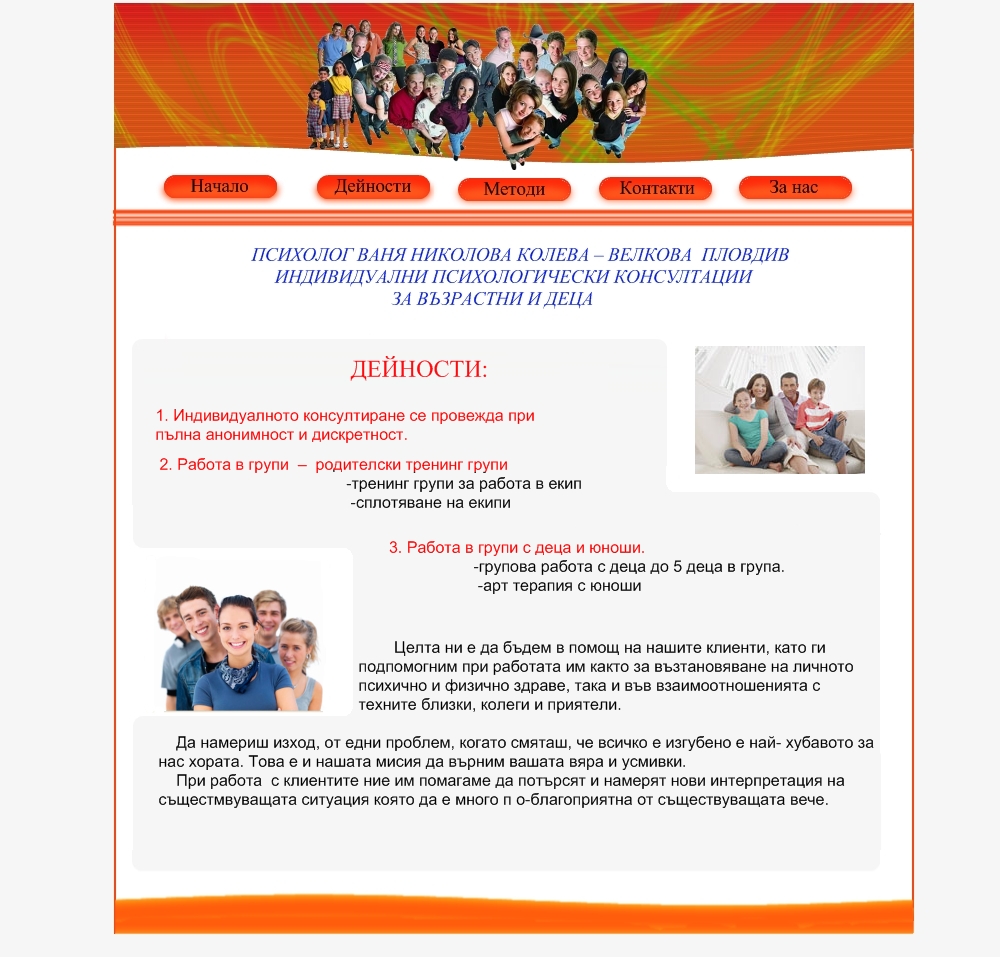 Начало
Дейности
Методи
Контакти
За нас
ПСИХОЛОГ ВАНЯ НИКОЛОВА КОЛЕВА – ВЕЛКОВА ПЛОВДИВ
ИНДИВИДУАЛНИ ПСИХОЛОГИЧЕСКИ КОНСУЛТАЦИИ
ЗА ВЪЗРАСТНИ И ДЕЦА
ДЕЙНОСТИ:
1. Индивидуалното консултиране се провежда при
пълна анонимност и дискретност.
2. Работа в групи – родителски тренинг групи
-тренинг групи за работа в екип
-сплотяване на екипи
3. Работа в групи с деца и юноши.
-групова работа с деца до 5 деца в група.
-арт терапия с юноши
Целта ни е да бъдем в помощ на нашите клиенти, като ги
подпомогним при работата им както за възтановяване на личното
психично и физично здраве, така и във взаимоотношенията с
техните близки, колеги и приятели.
Да намериш изход, от едни проблем, когато смяташ, че всичко е изгубено е най- хубавото за
нас хората. Това е и нашата мисия да върним вашата вяра и усмивки.
При работа с клиентите ние им помагаме да потърсят и намерят нови интерпретация на
същестмвуващата ситуация която да е много п о-благоприятна от съществуващата вече.